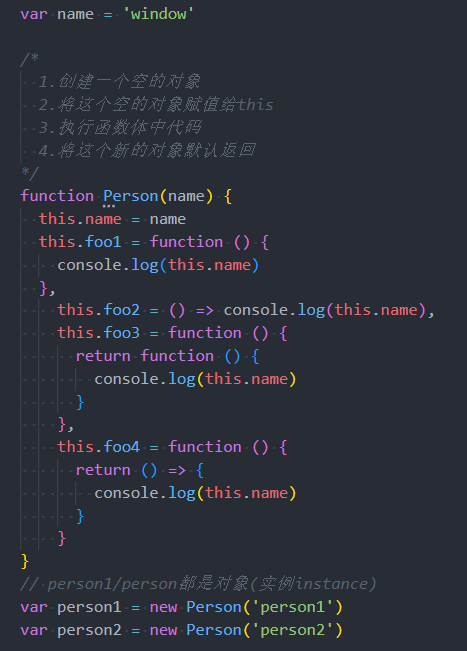 var name = 'window'
/*
1.创建一个空的对象
2.将这个空的对象赋值给this
3.执行函数体中代码
4.将这个新的对象默认返回
*/
function Person(name) {
this.name = name
this.foo1 = function () {
console.log(this.name)
},
this.foo2 = () => console.log(this.name),
this.foo3 = function () {
return function () {
console.log(this.name)
}
},
this.foo4 = function () {
return () => {
console.log(this.name)
}
}
}
// person1/person都是对象(实例instance)
var person1 = new Person('person1')
var person2 = new Person('person2')